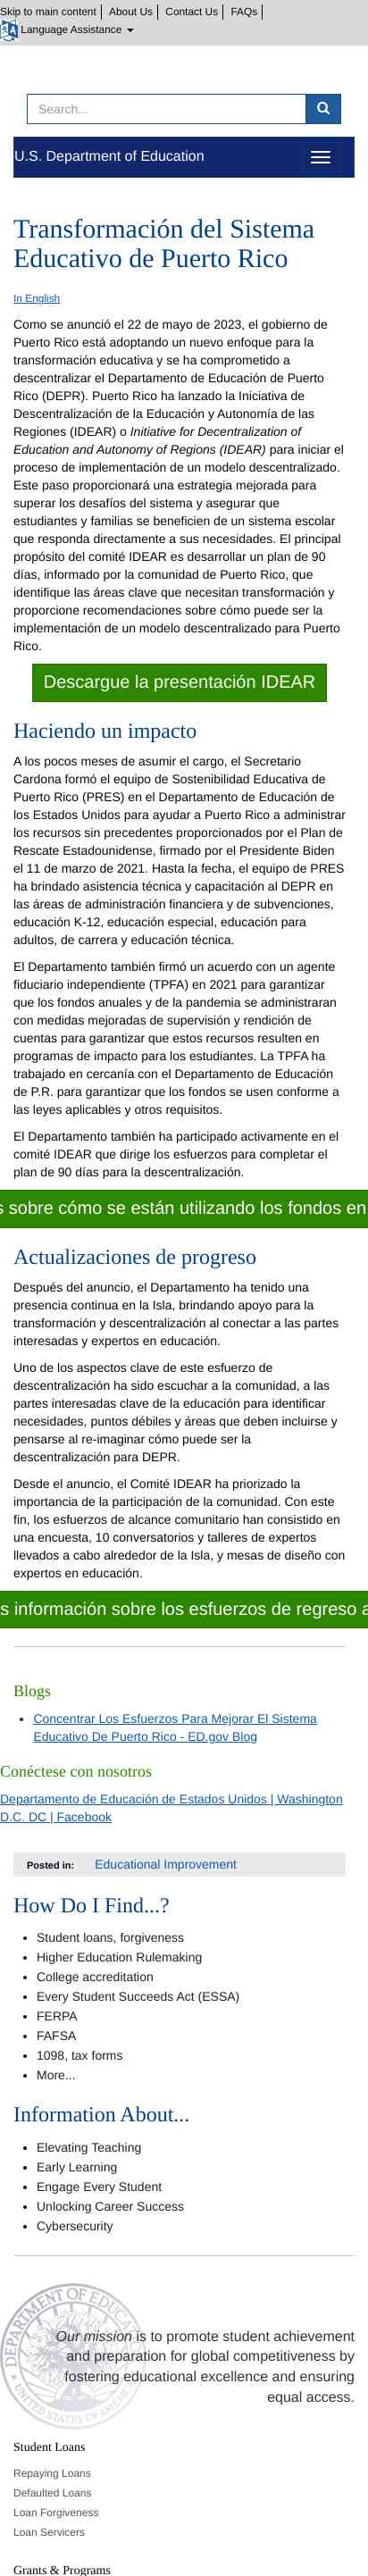 Skip to main content About Us Contact Us FAQs
Language Assistance
Search...
U.S. Department of Education
Transformación del Sistema
Educativo de Puerto Rico
In English
Como se anunció el 22 de mayo de 2023, el gobierno de
Puerto Rico está adoptando un nuevo enfoque para la
transformación educativa y se ha comprometido a
descentralizar el Departamento de Educación de Puerto
Rico (DEPR). Puerto Rico ha lanzado la Iniciativa de
Descentralización de la Educación y Autonomía de las
Regiones (IDEAR) o Initiative for Decentralization of
Education and Autonomy of Regions (IDEAR) para iniciar el
proceso de implementación de un modelo descentralizado.
Este paso proporcionará una estrategia mejorada para
superar los desafíos del sistema y asegurar que
estudiantes y familias se beneficien de un sistema escolar
que responda directamente a sus necesidades. El principal
propósito del comité IDEAR es desarrollar un plan de 90
días, informado por la comunidad de Puerto Rico, que
identifique las áreas clave que necesitan transformación y
proporcione recomendaciones sobre cómo puede ser la
implementación de un modelo descentralizado para Puerto
Rico.
Descargue la presentación IDEAR
Haciendo un impacto
A los pocos meses de asumir el cargo, el Secretario
Cardona formó el equipo de Sostenibilidad Educativa de
Puerto Rico (PRES) en el Departamento de Educación de
los Estados Unidos para ayudar a Puerto Rico a administrar
los recursos sin precedentes proporcionados por el Plan de
Rescate Estadounidense, firmado por el Presidente Biden
el 11 de marzo de 2021. Hasta la fecha, el equipo de PRES
ha brindado asistencia técnica y capacitación al DEPR en
las áreas de administración financiera y de subvenciones,
educación K-12, educación especial, educación para
adultos, de carrera y educación técnica.
El Departamento también firmó un acuerdo con un agente
fiduciario independiente (TPFA) en 2021 para garantizar
que los fondos anuales y de la pandemia se administraran
con medidas mejoradas de supervisión y rendición de
cuentas para garantizar que estos recursos resulten en
programas de impacto para los estudiantes. La TPFA ha
trabajado en cercanía con el Departamento de Educación
de P.R. para garantizar que los fondos se usen conforme a
las leyes aplicables y otros requisitos.
El Departamento también ha participado activamente en el
comité IDEAR que dirige los esfuerzos para completar el
plan de 90 días para la descentralización.
s sobre cómo se están utilizando los fondos en
Actualizaciones de progreso
Después del anuncio, el Departamento ha tenido una
presencia continua en la Isla, brindando apoyo para la
transformación y descentralización al conectar a las partes
interesadas y expertos en educación.
Uno de los aspectos clave de este esfuerzo de
descentralización ha sido escuchar a la comunidad, a las
partes interesadas clave de la educación para identificar
necesidades, puntos débiles y áreas que deben incluirse y
pensarse al re-imaginar cómo puede ser la
descentralización para DEPR.
Desde el anuncio, el Comité IDEAR ha priorizado la
importancia de la participación de la comunidad. Con este
fin, los esfuerzos de alcance comunitario han consistido en
una encuesta, 10 conversatorios y talleres de expertos
llevados a cabo alrededor de la Isla, y mesas de diseño con
expertos en educación.
s información sobre los esfuerzos de regreso a
Blogs
Concentrar Los Esfuerzos Para Mejorar El Sistema
Educativo De Puerto Rico - ED.gov Blog
Conéctese con nosotros
Departamento de Educación de Estados Unidos | Washington
D.C. DC | Facebook
Posted in: Educational Improvement
How Do I Find...?
Student loans, forgiveness
Higher Education Rulemaking
College accreditation
Every Student Succeeds Act (ESSA)
FERPA
FAFSA
1098, tax forms
More...
Information About...
Elevating Teaching
Early Learning
Engage Every Student
Unlocking Career Success
Cybersecurity
Our mission is to promote student achievement
and preparation for global competitiveness by
fostering educational excellence and ensuring
equal access.
Student Loans
Repaying Loans
Defaulted Loans
Loan Forgiveness
Loan Servicers
Grants & Programs